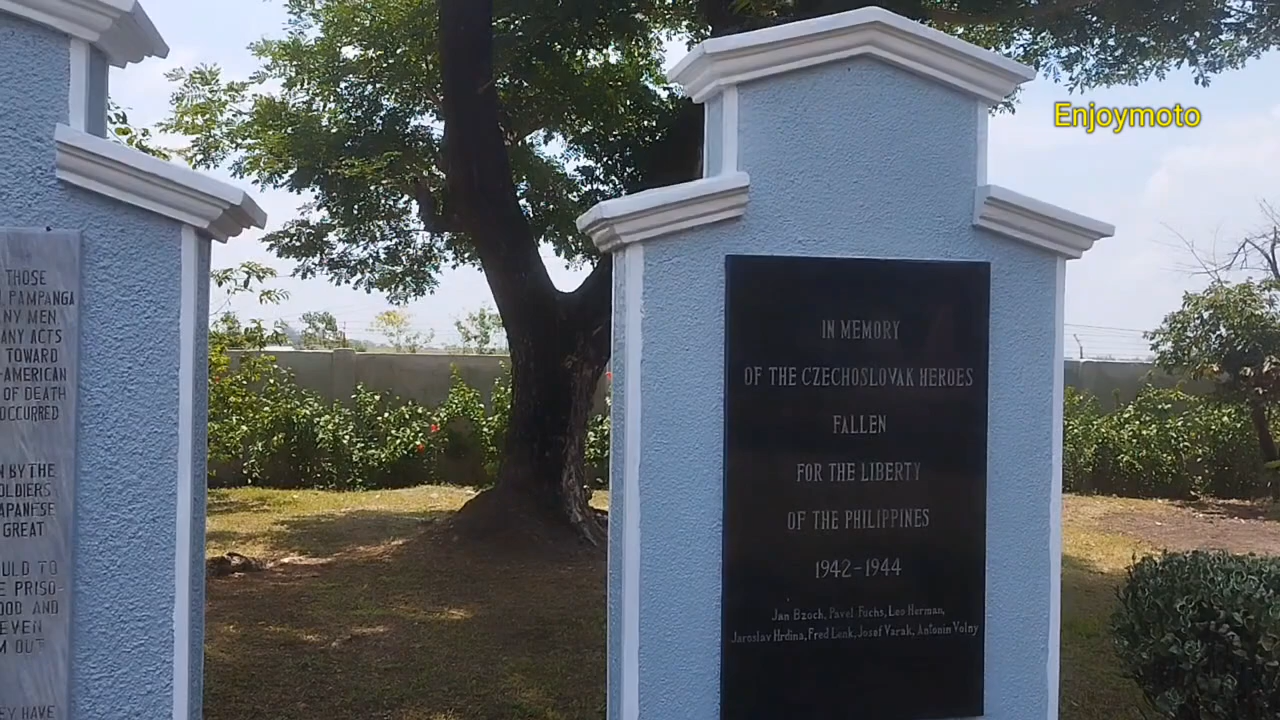 Enjoymoto
THOSE
PAMPANGA
NY MEN
ANY ACTS
TOWARD
-AMERICAN
OF DEATH
OCCURRED
N BY THE
OLDIERS
APANESE
GREAT
ULD TO
E PRISO-
OOD AND
EVEN
M OUT
EY HAVE
IN MEMORY
OF THE CZECHOSLOVAK HEROES
FALLEN
FOR THE LIBERTY
OF THE PHILIPPINES
1942-1944
Jan Bzoch, Pavel Fuchs, Leo Herman,
Jaroslav Hrdina, Fred Lenk, Josef Varak, Antonin Volny